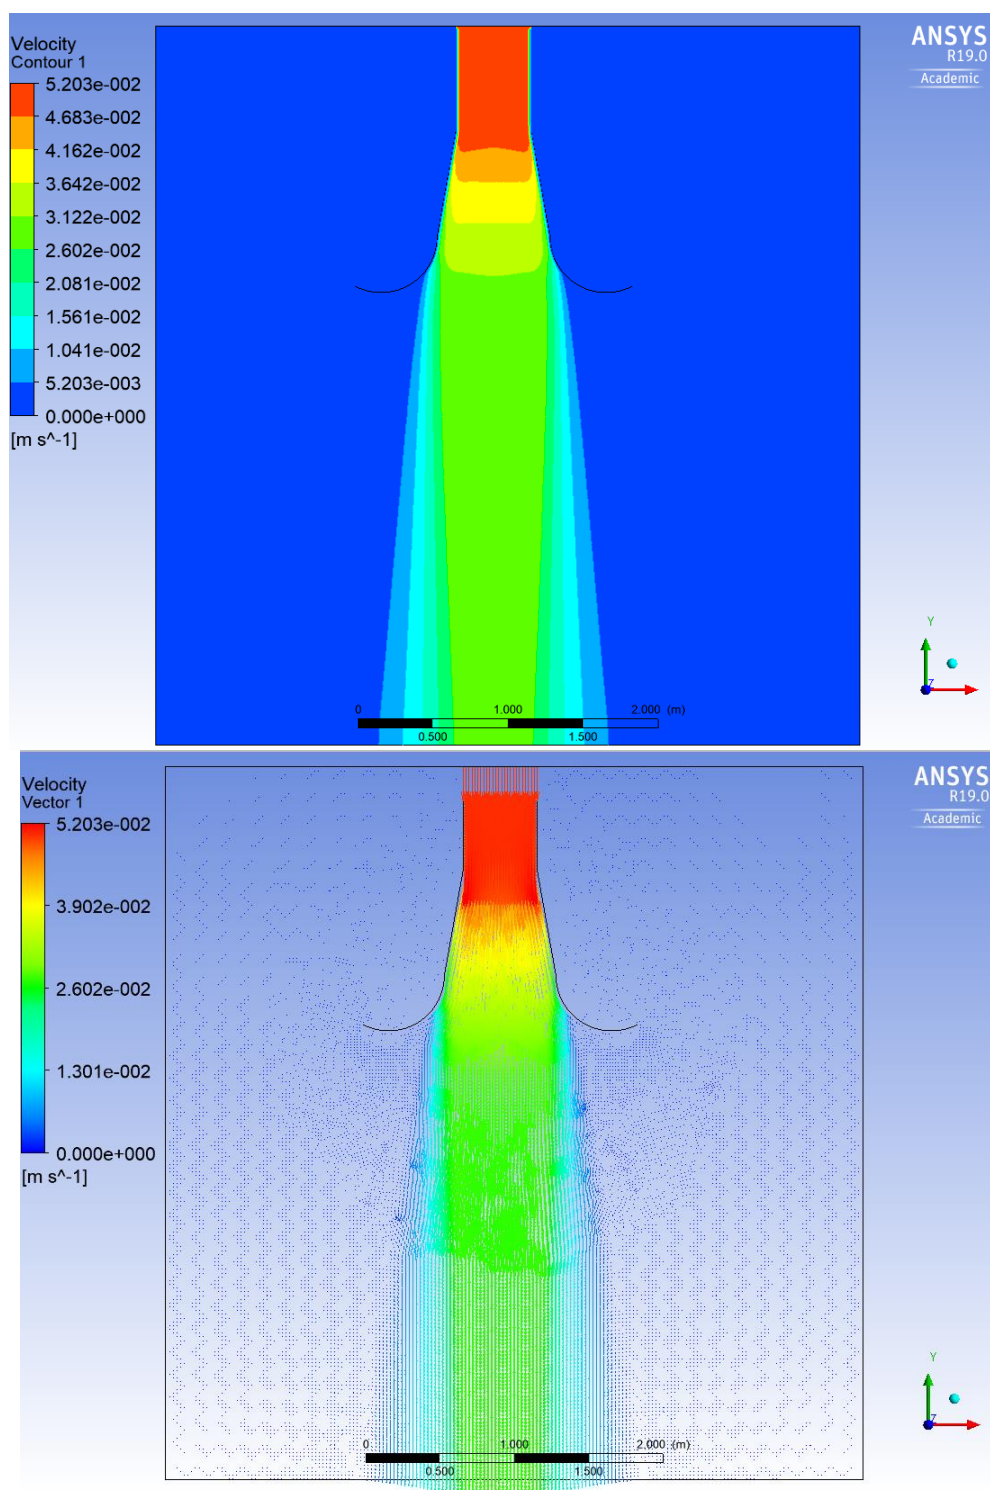 Velocity
Contour 1
5.203e-002
4.683e-002
4.162e-002
3.642e-002
3.122e-002
2.602e-002
2.081e-002
1.561e-002
1.041e-002
5.203e-003
0.000e+000
[m s^-1]
ANSYS
R19.0
Academic
Y
Z
0 1.000 2.000 (m)
0.500 1.500
Velocity
Vector 1
5.203e-002
3.902e-002
2.602e-002
1.301e-002
0.000e+000
[m s^-1]
ANSYS
R19.0
Academic
Y
Z
0 1.000 2.000 (m)
0.500 1.500